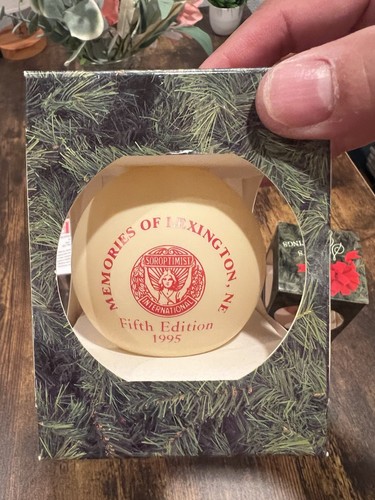 MEMORIES OF LEXINGTON, NE
SOROPTIMIST
INTERNATIONAL
Fifth Edition
1995